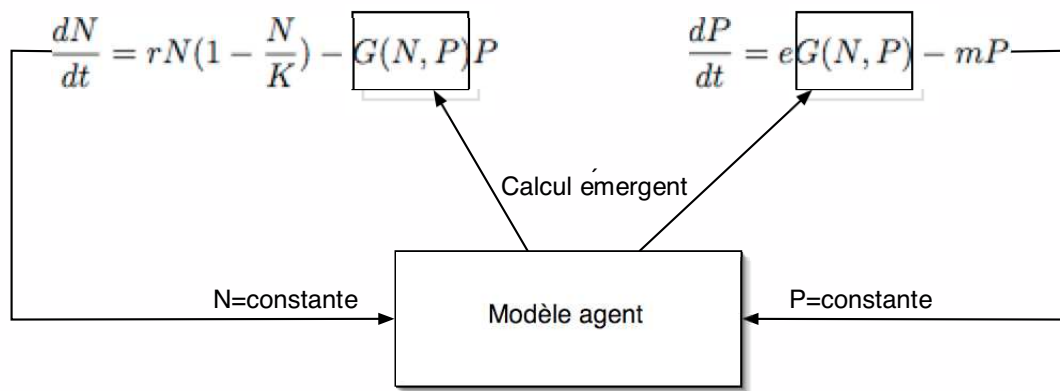 dN/dt = rN(1 − N/K) − G(N, P)P
dP/dt = eG(N, P) − mP
Calcul émergent
N=constante
Modèle agent
P=constante